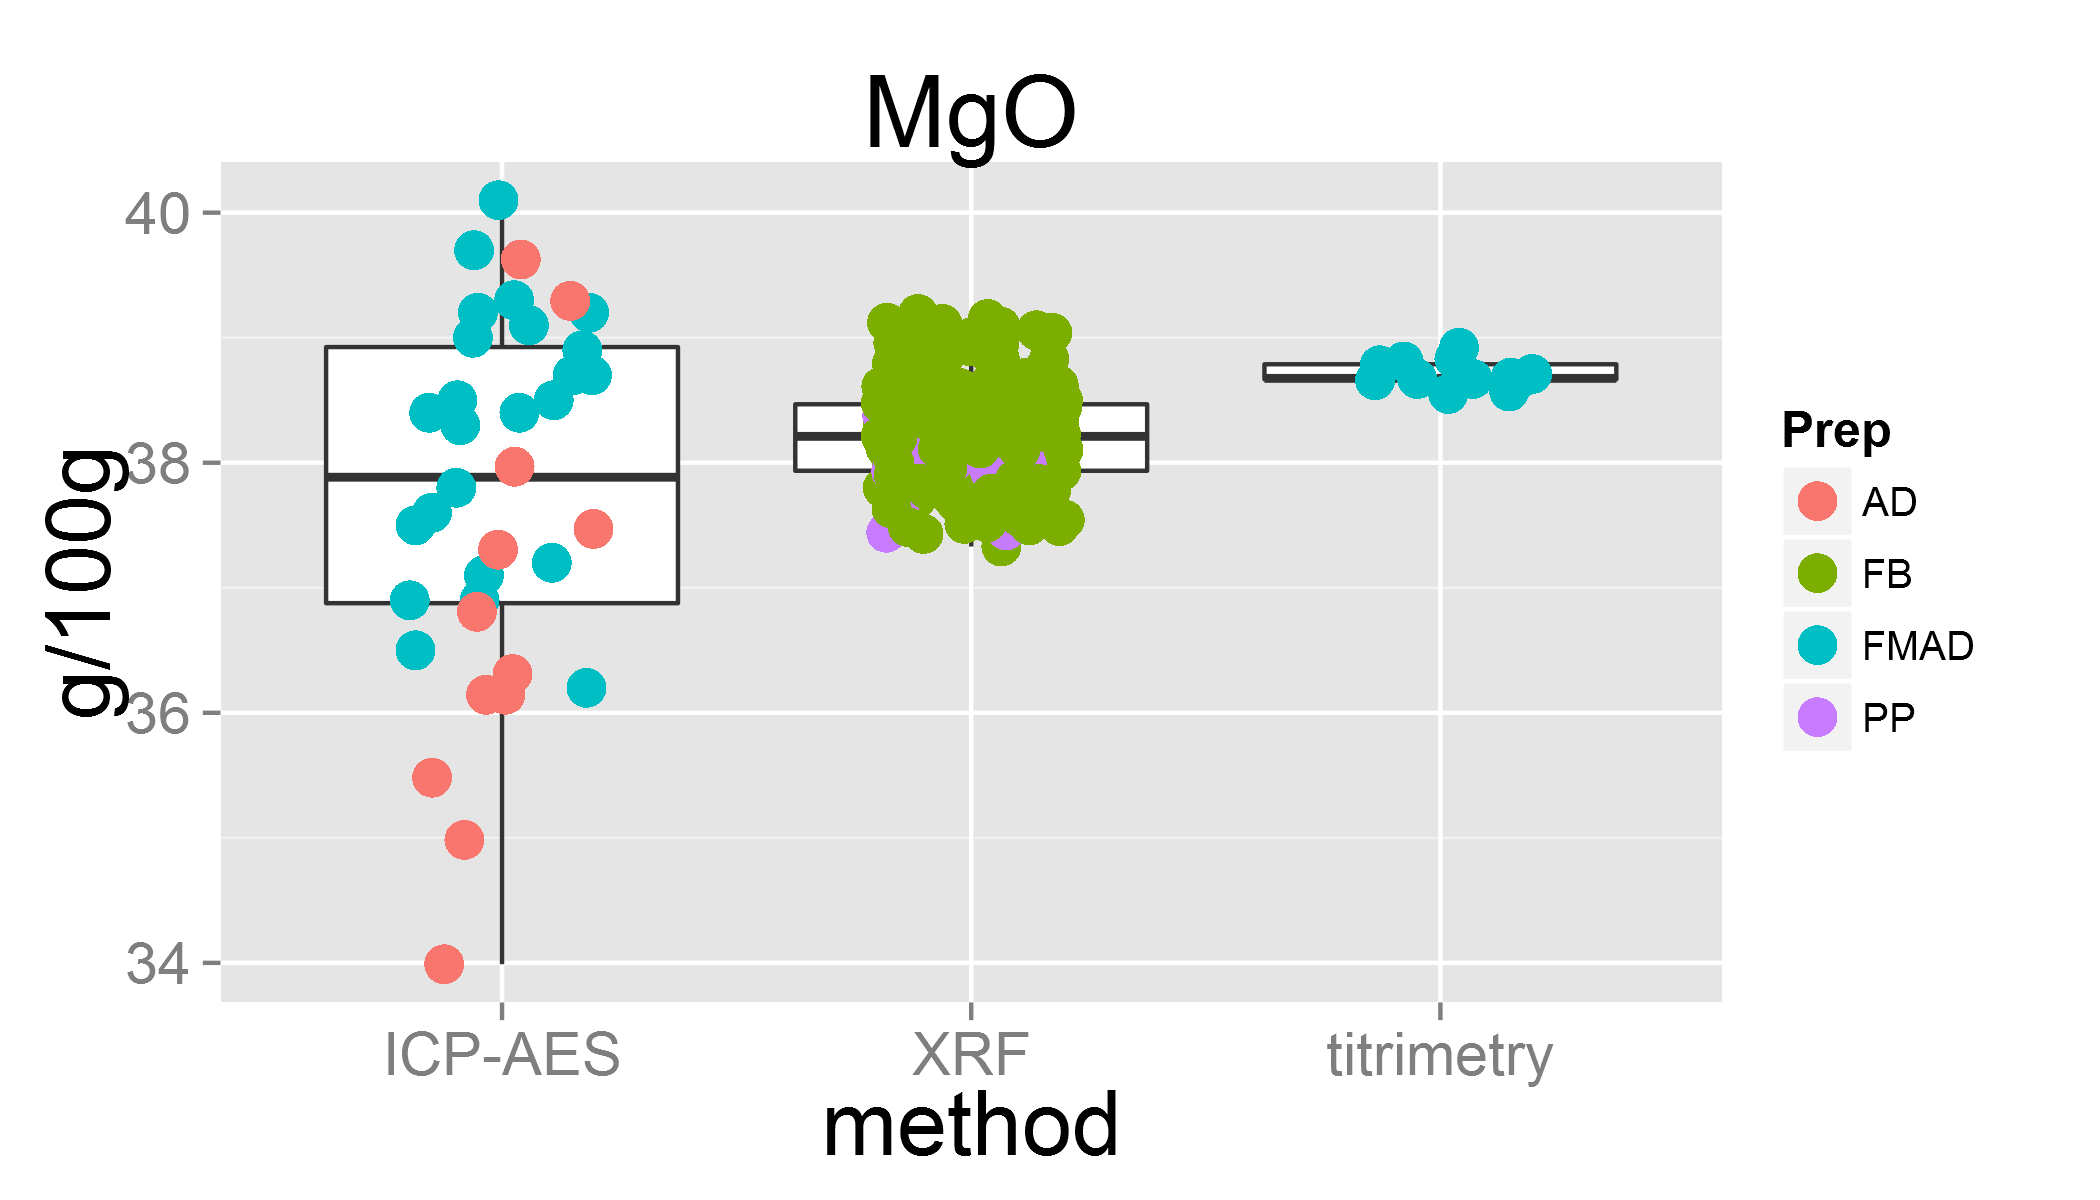 MgO
g/100g
40
38
36
34
ICP-AES
XRF
titrimetry
method
Prep
AD
FB
FMAD
PP